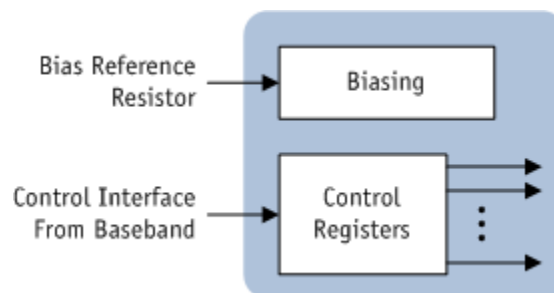 Bias Reference
Resistor
Biasing
Control Interface
From Baseband
Control
Registers